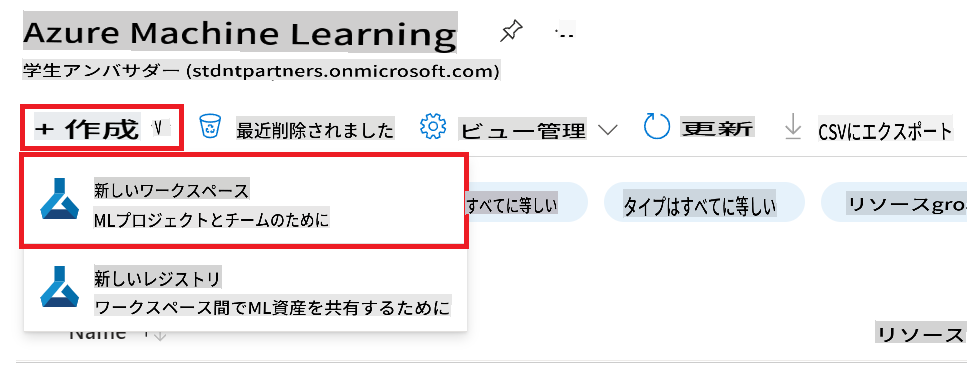 Azure Machine Learning
学生アンバサダー (stdntpartners.onmicrosoft.com)
+ 作成
最近削除されました
ビュー管理
更新
CSVにエクスポート
新しいワークスペース
MLプロジェクトとチームのために
すべてに等しい
タイプはすべてに等しい
リソースgro
新しいレジストリ
ワークスペース間でML資産を共有するために
Name
リソース